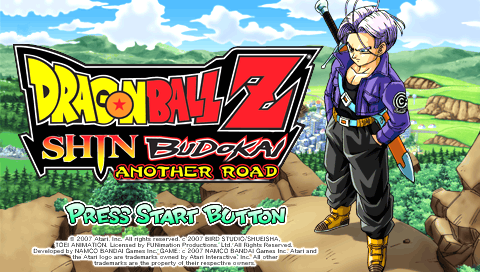 DRAGON BALL Z
SHIN BUDOKAI
ANOTHER ROAD
PRESS START BUTTON
© 2007 Atari, Inc. All rights reserved. © 2007 BIRD STUDIO/SHUEISHA,
TOEI ANIMATION. Licensed by FUNimation Productions, Ltd. All Rights Reserved.
Developed by NAMCO BANDAI Games Inc. GAME: © 2007 NAMCO BANDAI Games Inc. Atari and
the Atari logo are trademarks owned by Atari Interactive, Inc. All other
trademarks are the property of their respective owners.